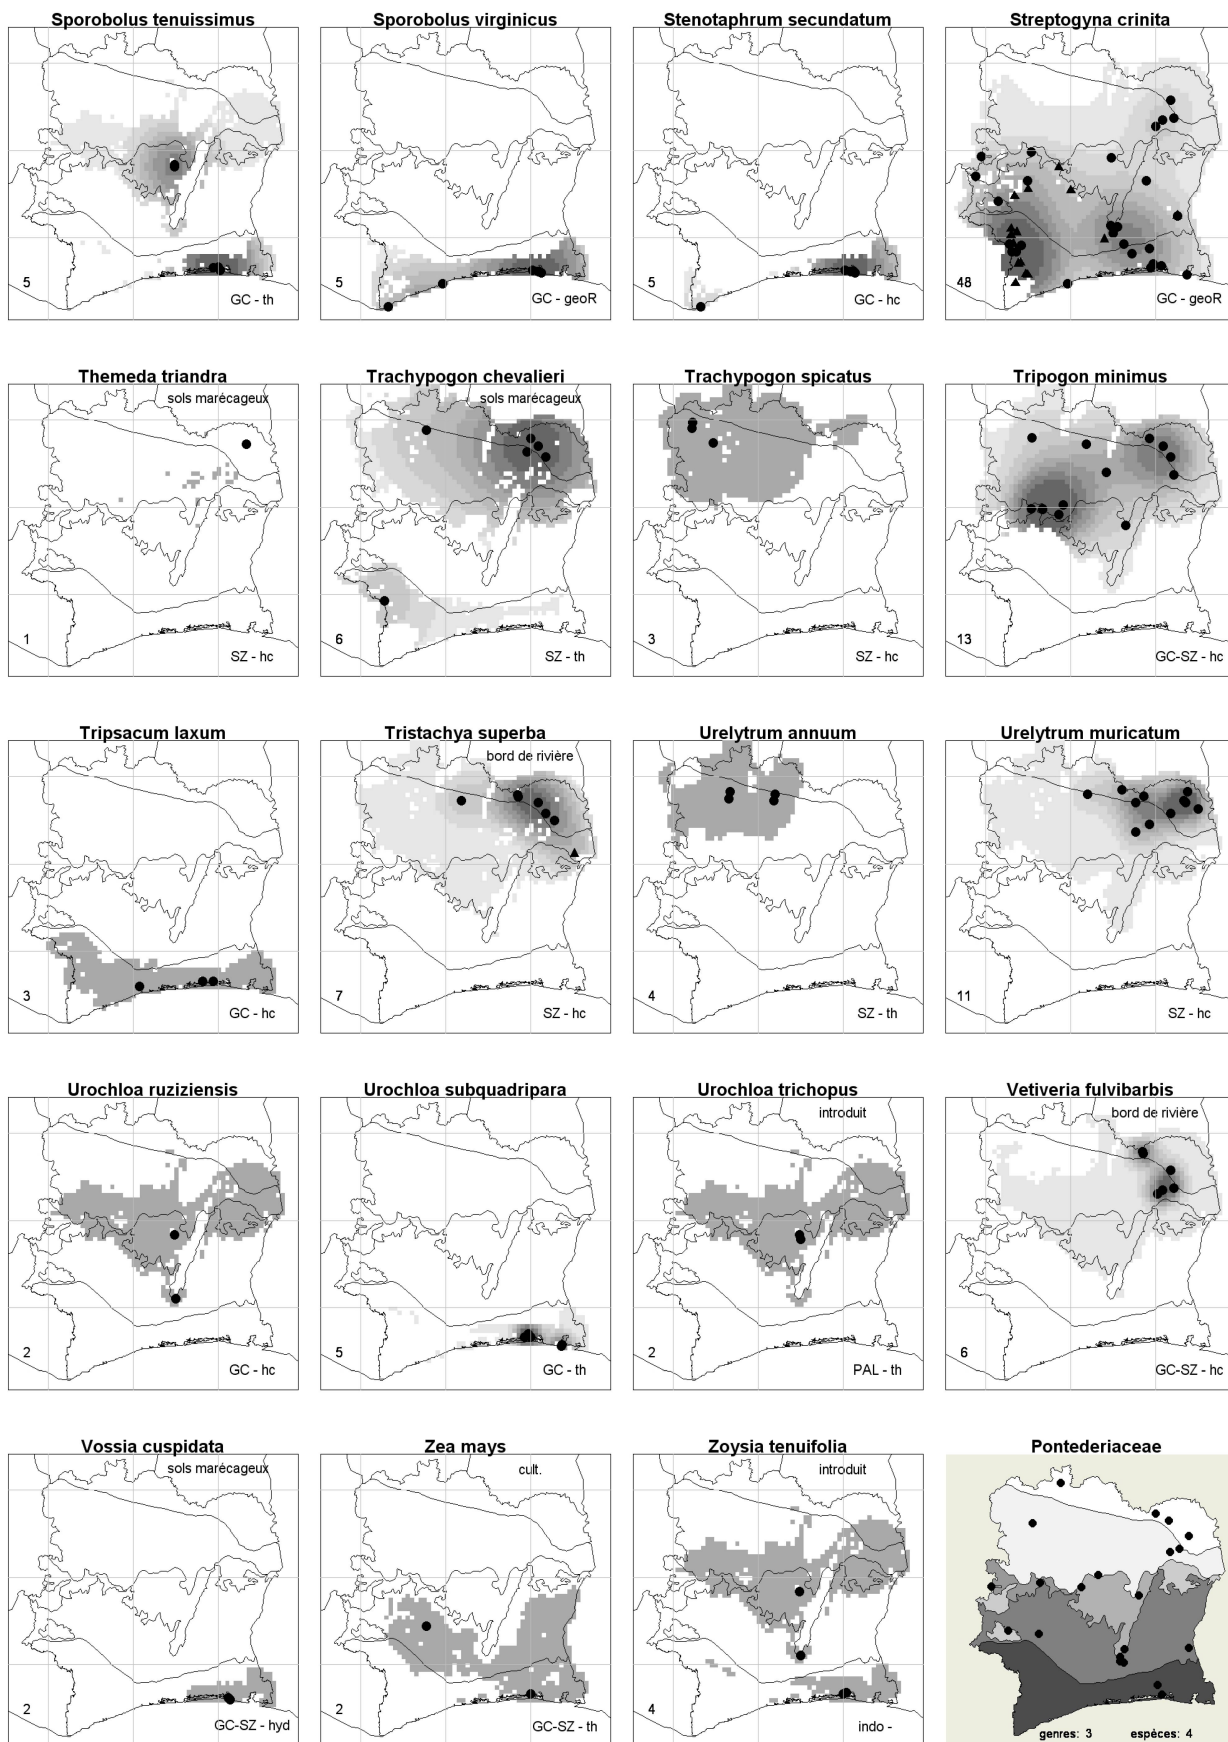 Sporobolus tenuissimus
5
GC - th
Sporobolus virginicus
5
GC - geoR
Stenotaphrum secundatum
5
GC - hc
Streptogyna crinita
48
GC - geoR
Themeda triandra
sols marécageux
1
SZ - hc
Trachypogon chevalieri
sols marécageux
6
SZ - th
Trachypogon spicatus
3
SZ - hc
Tripogon minimus
13
GC-SZ - hc
Tripsacum laxum
3
GC - hc
Tristachya superba
bord de rivière
7
SZ - hc
Urelytrum annuum
4
SZ - th
Urelytrum muricatum
11
SZ - hc
Urochloa ruziziensis
2
GC - hc
Urochloa subquadripara
5
GC - th
Urochloa trichopus
introduit
2
PAL - th
Vetiveria fulvibarbis
bord de rivière
6
GC-SZ - hc
Vossia cuspidata
sols marécageux
2
GC-SZ - hyd
Zea mays
cult.
2
GC-SZ - th
Zoysia tenuifolia
introduit
4
indo -
Pontederiaceae
genres: 3 espèces: 4